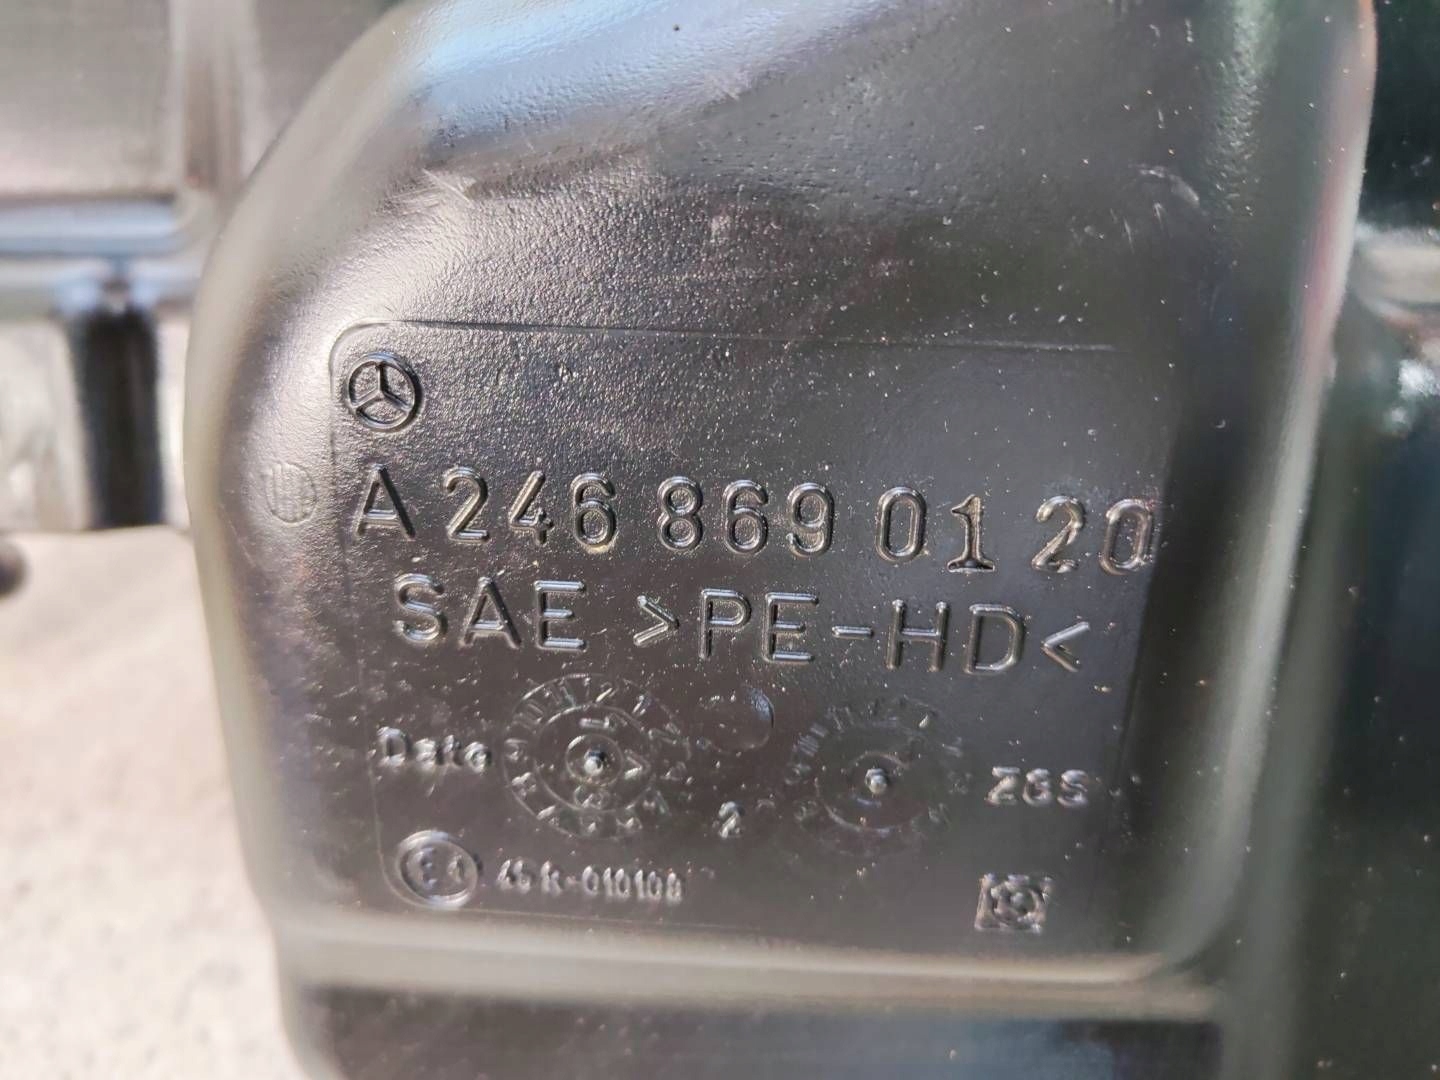 A 246 869 01 20
SAE >PE-HD<
Date 2 ZGS